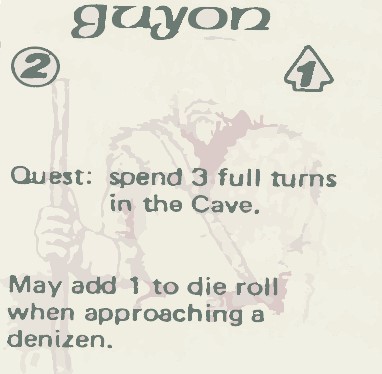 guyon
2
1
Quest: spend 3 full turns
in the Cave.
May add 1 to die roll
when approaching a
denizen.